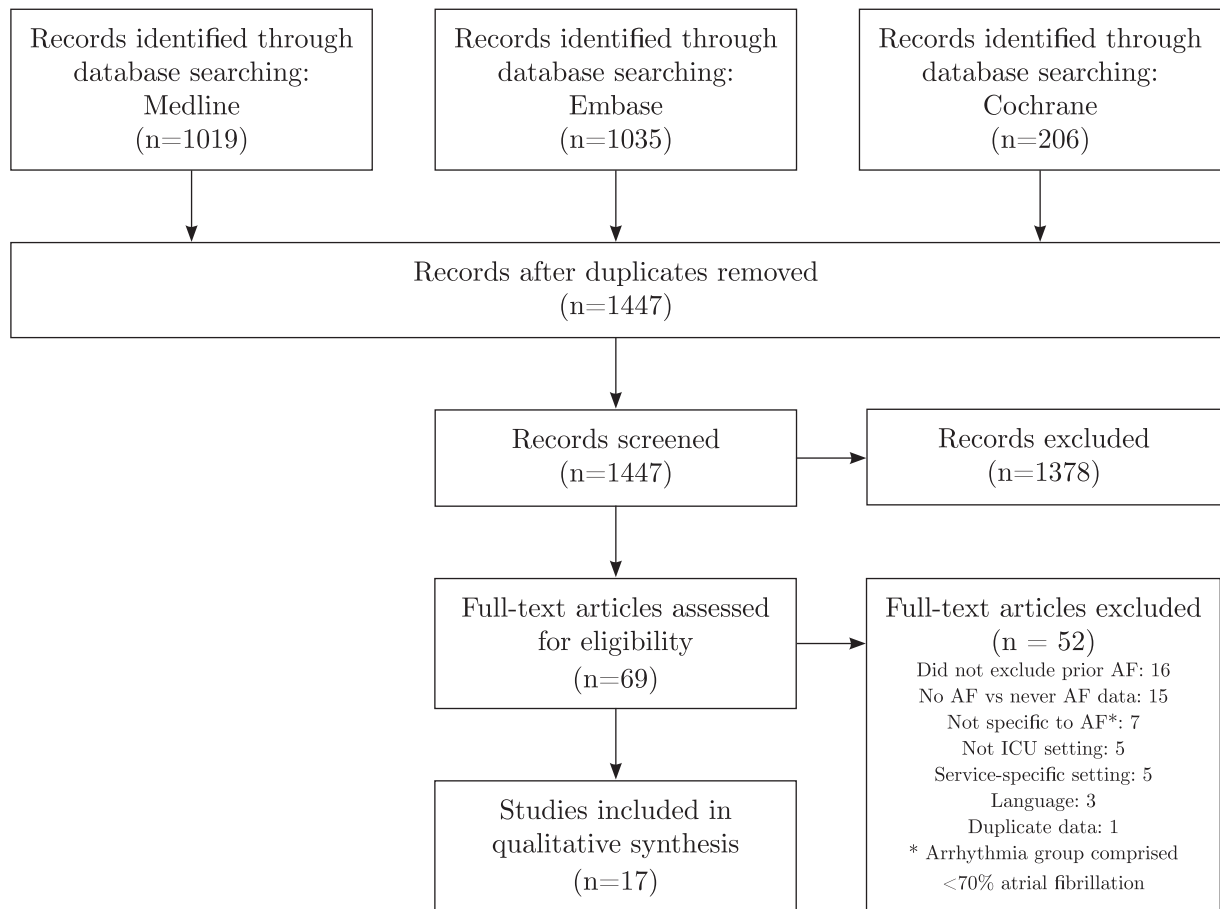 Records identified through
database searching:
Medline
(n=1019)
Records identified through
database searching:
Embase
(n=1035)
Records identified through
database searching:
Cochrane
(n=206)
Records after duplicates removed
(n=1447)
Records screened
(n=1447)
Records excluded
(n=1378)
Full-text articles assessed
for eligibility
(n=69)
Full-text articles excluded
(n = 52)
Did not exclude prior AF: 16
No AF vs never AF data: 15
Not specific to AF*: 7
Not ICU setting: 5
Service-specific setting: 5
Language: 3
Duplicate data: 1
* Arrhythmia group comprised
<70% atrial fibrillation
Studies included in
qualitative synthesis
(n=17)